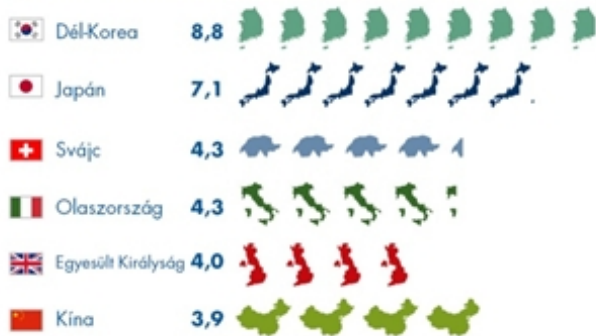 Dél-Korea 8,8
Japán 7,1
Svájc 4,3
Olaszország 4,3
Egyesült Királyság 4,0
Kína 3,9